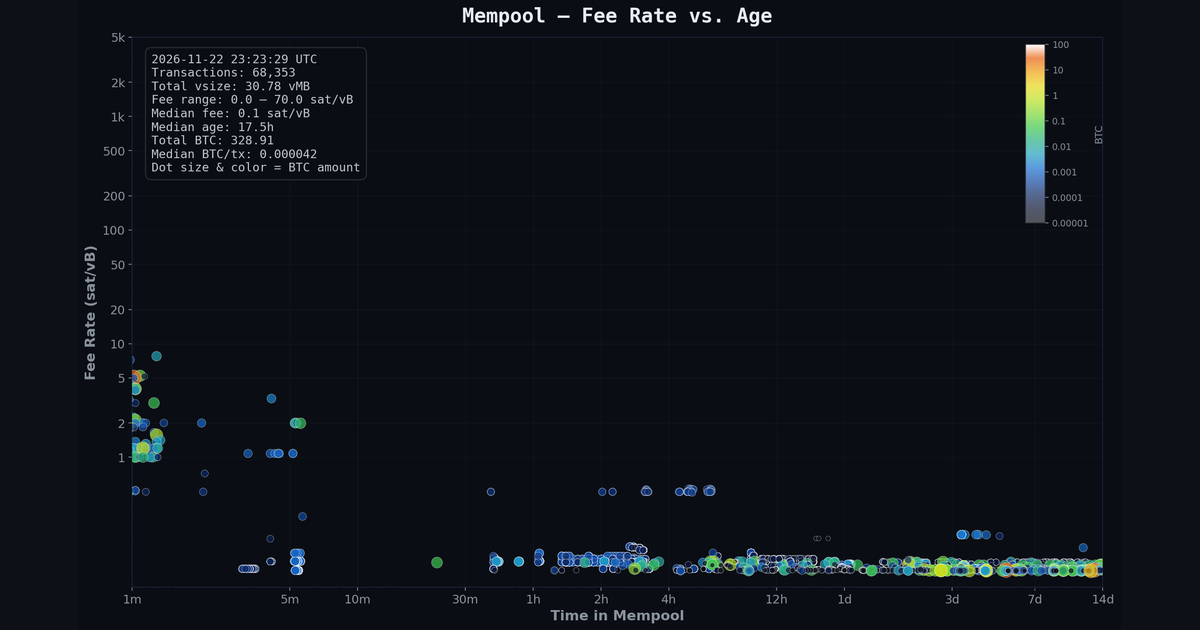 Mempool — Fee Rate vs. Age
2026-11-22 23:23:29 UTC
Transactions: 68,353
Total vsize: 30.78 vMB
Fee range: 0.0 — 70.0 sat/vB
Median fee: 0.1 sat/vB
Median age: 17.5h
Total BTC: 328.91
Median BTC/tx: 0.000042
Dot size & color = BTC amount
100
10
1
0.1
0.01
0.001
0.0001
0.00001
BTC
Fee Rate (sat/vB)
5k
2k
1k
500
200
100
50
20
10
5
2
1
1m 5m 10m 30m 1h 2h 4h 12h 1d 3d 7d 14d
Time in Mempool